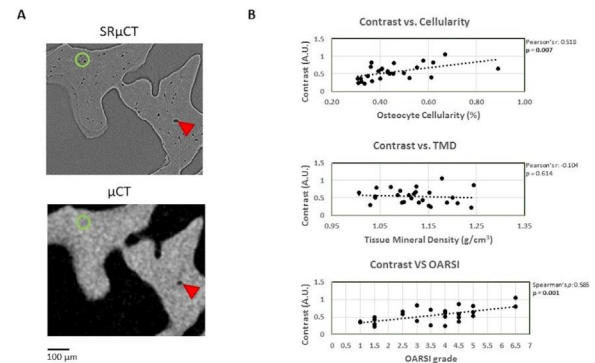 A
SRµCT
µCT
100 µm
B
Contrast vs. Cellularity
Contrast (A.U.)
1.5
1.0
0.5
0
0.20
0.40
0.60
0.80
1.00
Osteocyte Cellularity (%)
Pearson's r: 0.518
p = 0.007
Contrast vs. TMD
Contrast (A.U.)
1.5
1
0.5
0
0.95
1.05
1.15
1.25
1.35
Tissue Mineral Density (g/cm³)
Pearson's r: -0.104
p = 0.614
Contrast VS OARSI
Contrast (A.U.)
1.5
1.0
0.5
0.0
0 0.5 1 1.5 2 2.5 3 3.5 4 4.5 5 5.5 6 6.5 7
OARSI grade
Spearman's ρ: 0.585
p = 0.001